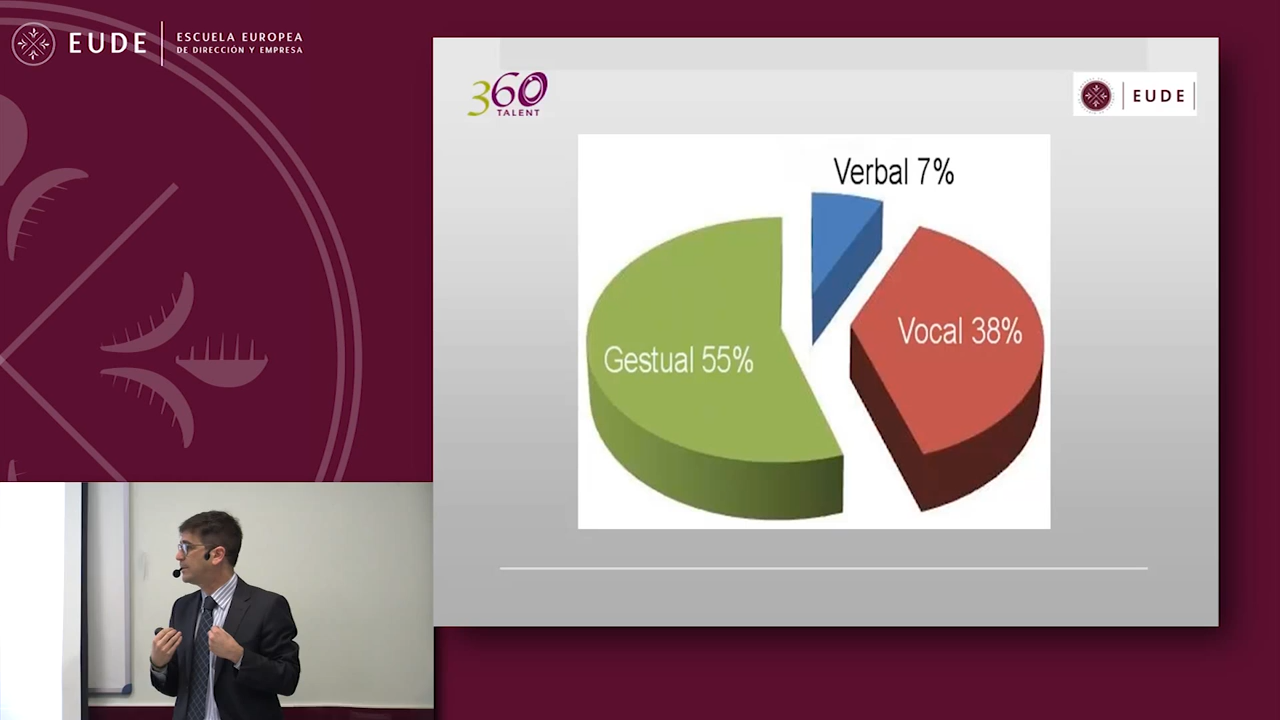 EUDE
ESCUELA EUROPEA
DE DIRECCIÓN Y EMPRESA
360
TALENT
EUDE
Verbal 7%
Vocal 38%
Gestual 55%